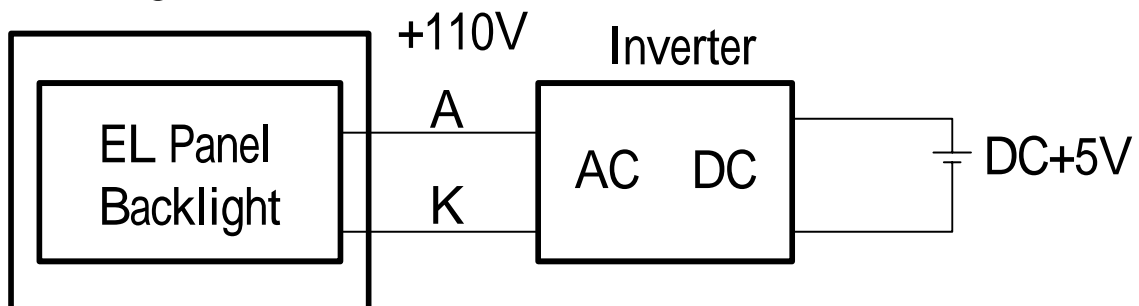 +110V
Inverter
A
EL Panel
Backlight
K
AC DC
DC+5V